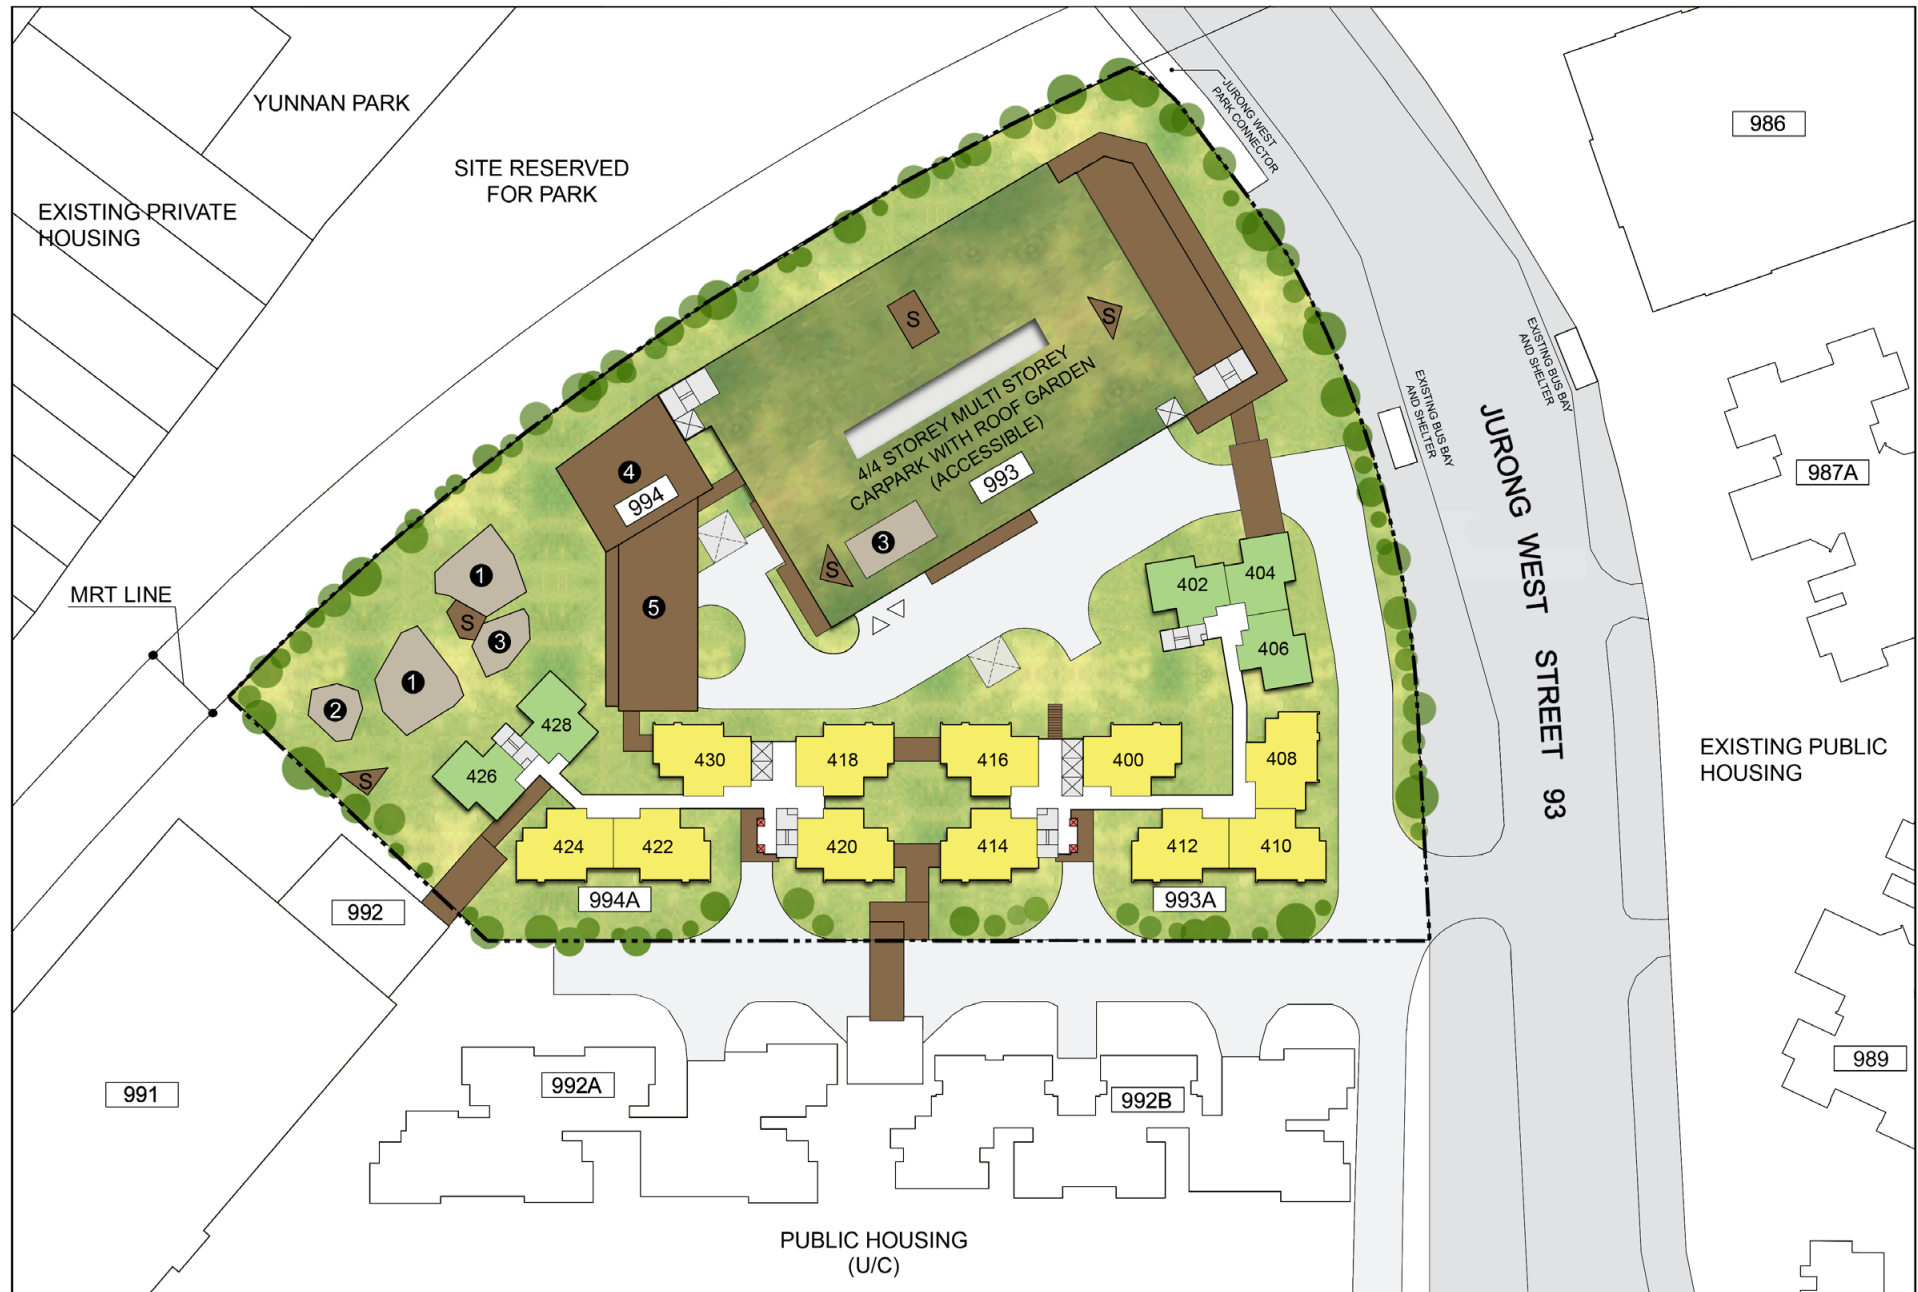 YUNNAN PARK
SITE RESERVED
FOR PARK
EXISTING PRIVATE
HOUSING
JURONG WEST
PARK CONNECTOR
986
S
S
4/4 STOREY MULTI STOREY
CARPARK WITH ROOF GARDEN
(ACCESSIBLE)
993
EXISTING BUS BAY
AND SHELTER
EXISTING BUS BAY
AND SHELTER
JURONG WEST STREET 93
987A
4
994
3
S
1
5
S
3
1
2
S
MRT LINE
402
404
406
428
426
430
418
416
400
408
424
422
420
414
412
410
994A
993A
EXISTING PUBLIC
HOUSING
992
991
992A
992B
989
PUBLIC HOUSING
(U/C)